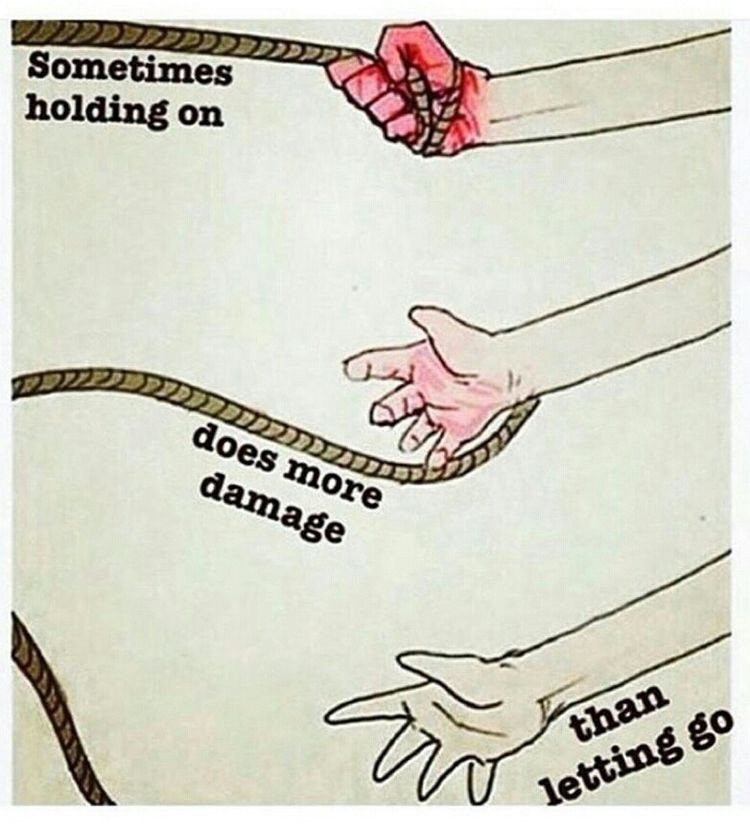 Sometimes
holding on
does more
damage
than
letting go